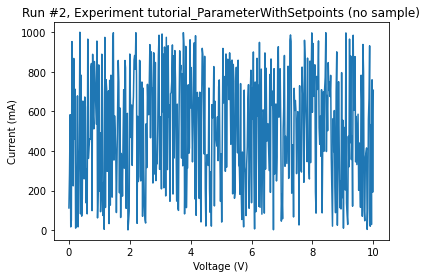 Run #2, Experiment tutorial_ParameterWithSetpoints (no sample)
1000
800
600
400
200
0
Current (mA)
0 2 4 6 8 10
Voltage (V)